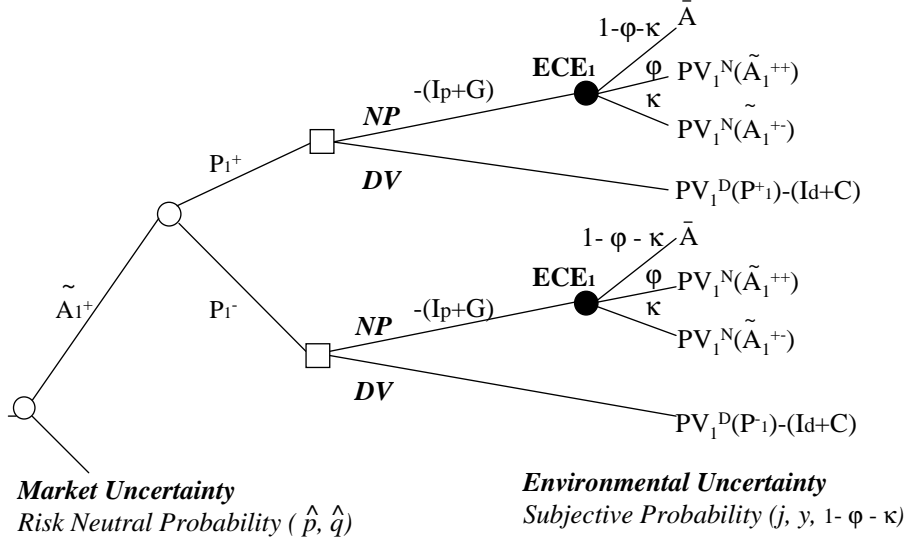 1-φ-κ Ā
ECE₁ φ PV₁ᴺ(Ã₁⁺⁺)
-(Ip+G) κ
NP PV₁ᴺ(Ã₁⁺⁻)
P₁⁺
DV PV₁ᴰ(P⁺₁)-(Id+C)
1- φ - κ Ā
ECE₁ φ PV₁ᴺ(Ã₁⁺⁺)
Ã₁⁺ P₁⁻ -(Ip+G) κ
NP PV₁ᴺ(Ã₁⁺⁻)
DV
PV₁ᴰ(P⁻₁)-(Id+C)
Market Uncertainty Environmental Uncertainty
Risk Neutral Probability ( p̂, q̂) Subjective Probability (j, y, 1- φ - κ)